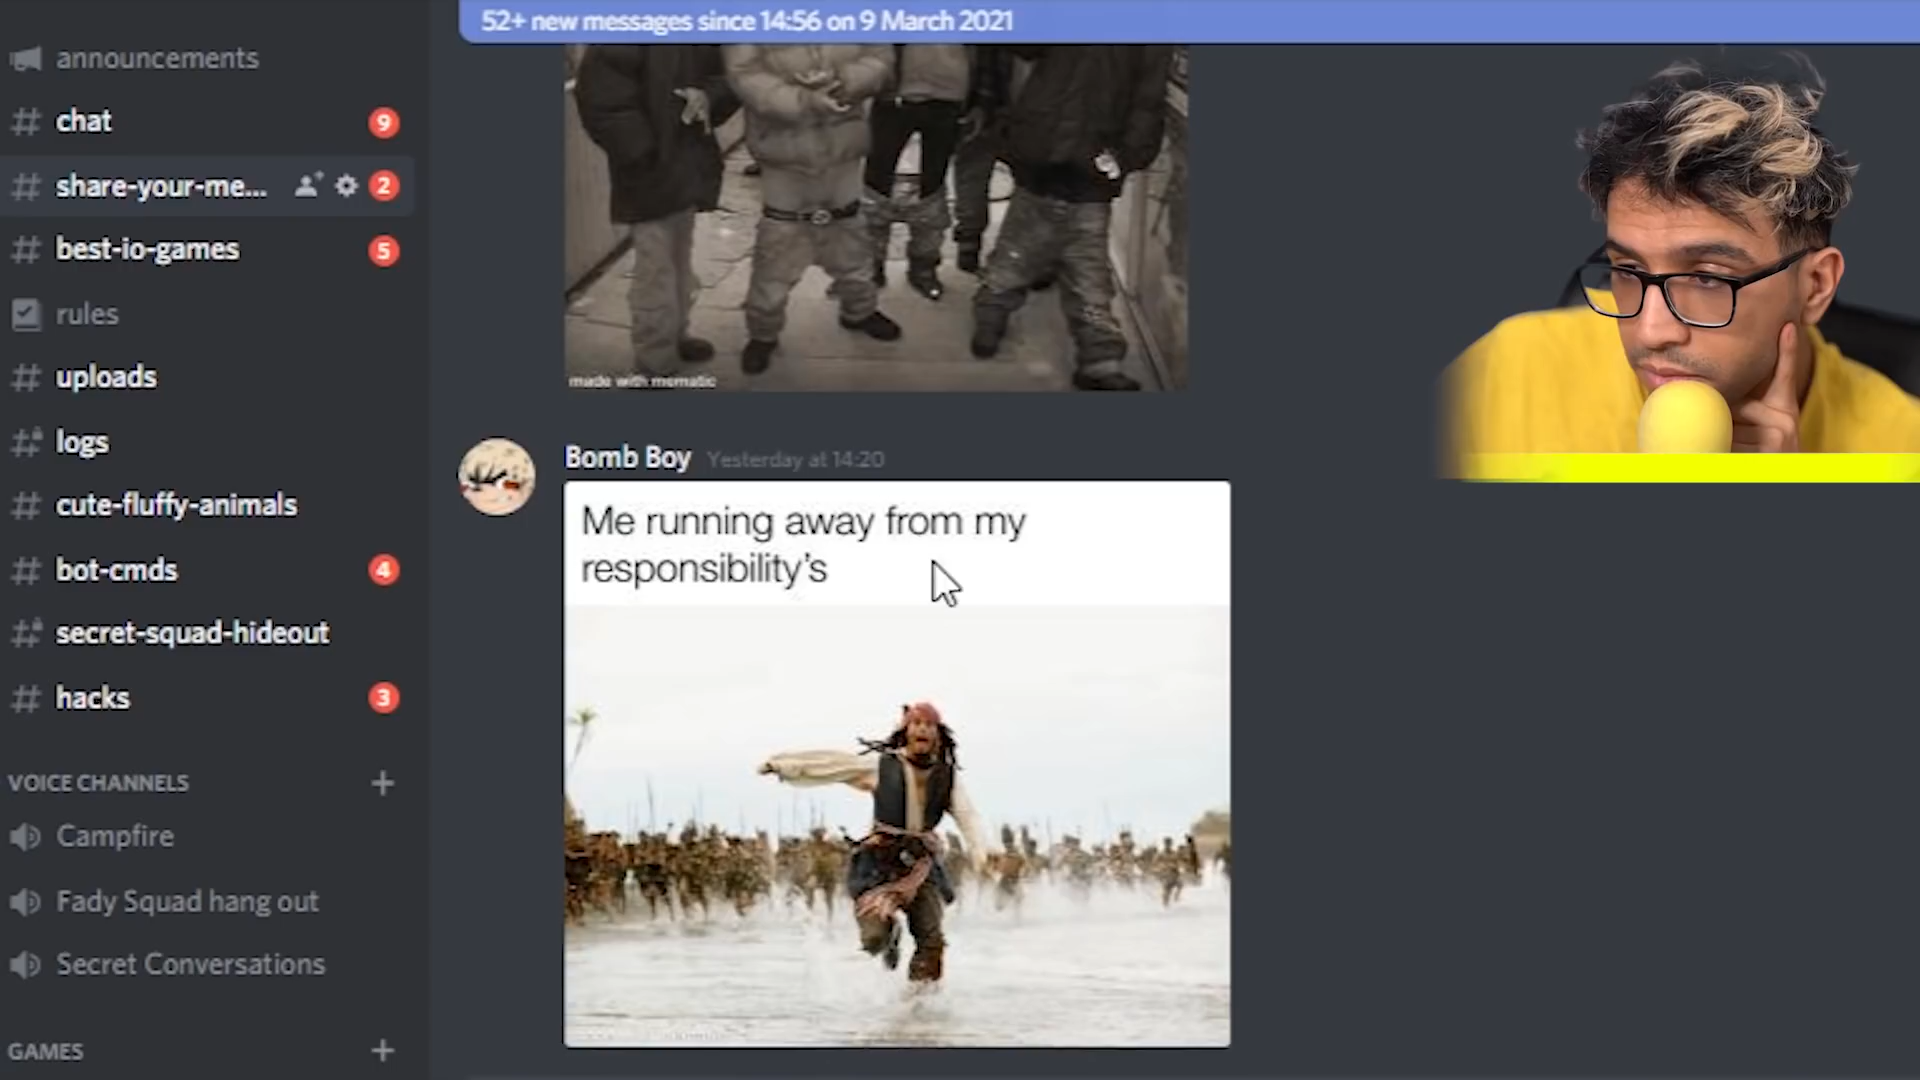 announcements
chat
9
share-your-me...
2
best-io-games
5
rules
uploads
logs
cute-fluffy-animals
bot-cmds
4
secret-squad-hideout
hacks
3
VOICE CHANNELS
Campfire
Fady Squad hang out
Secret Conversations
GAMES
52+ new messages since 14:56 on 9 March 2021
made with mematic
Bomb Boy Yesterday at 14:20
Me running away from my
responsibility's